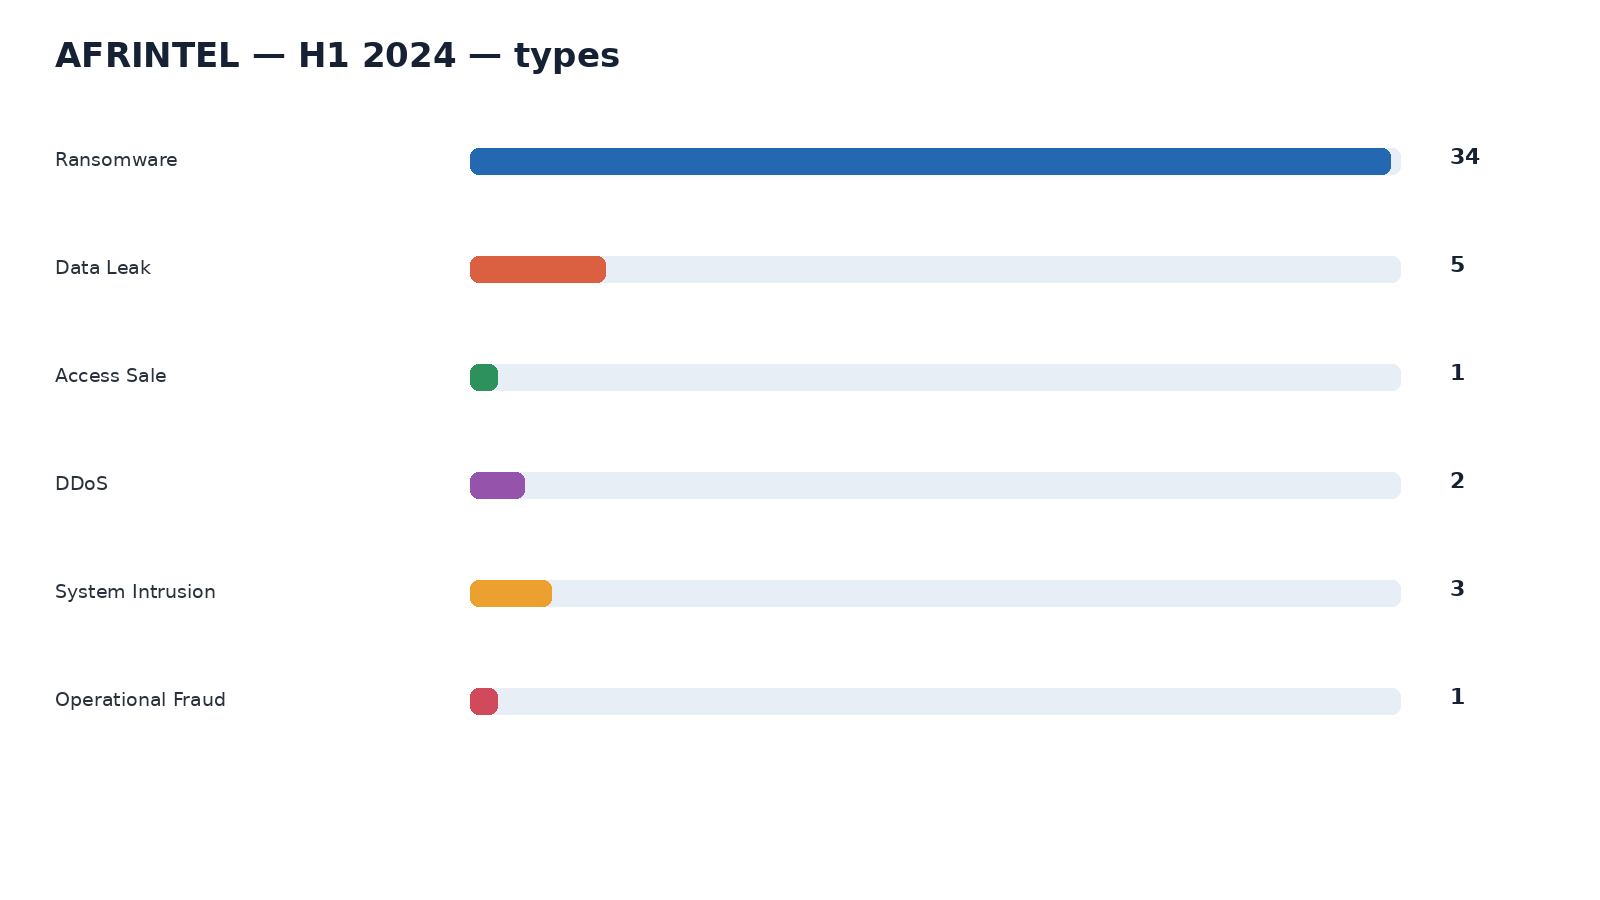 AFRINTEL — H1 2024 — types
Ransomware 34
Data Leak 5
Access Sale 1
DDoS 2
System Intrusion 3
Operational Fraud 1